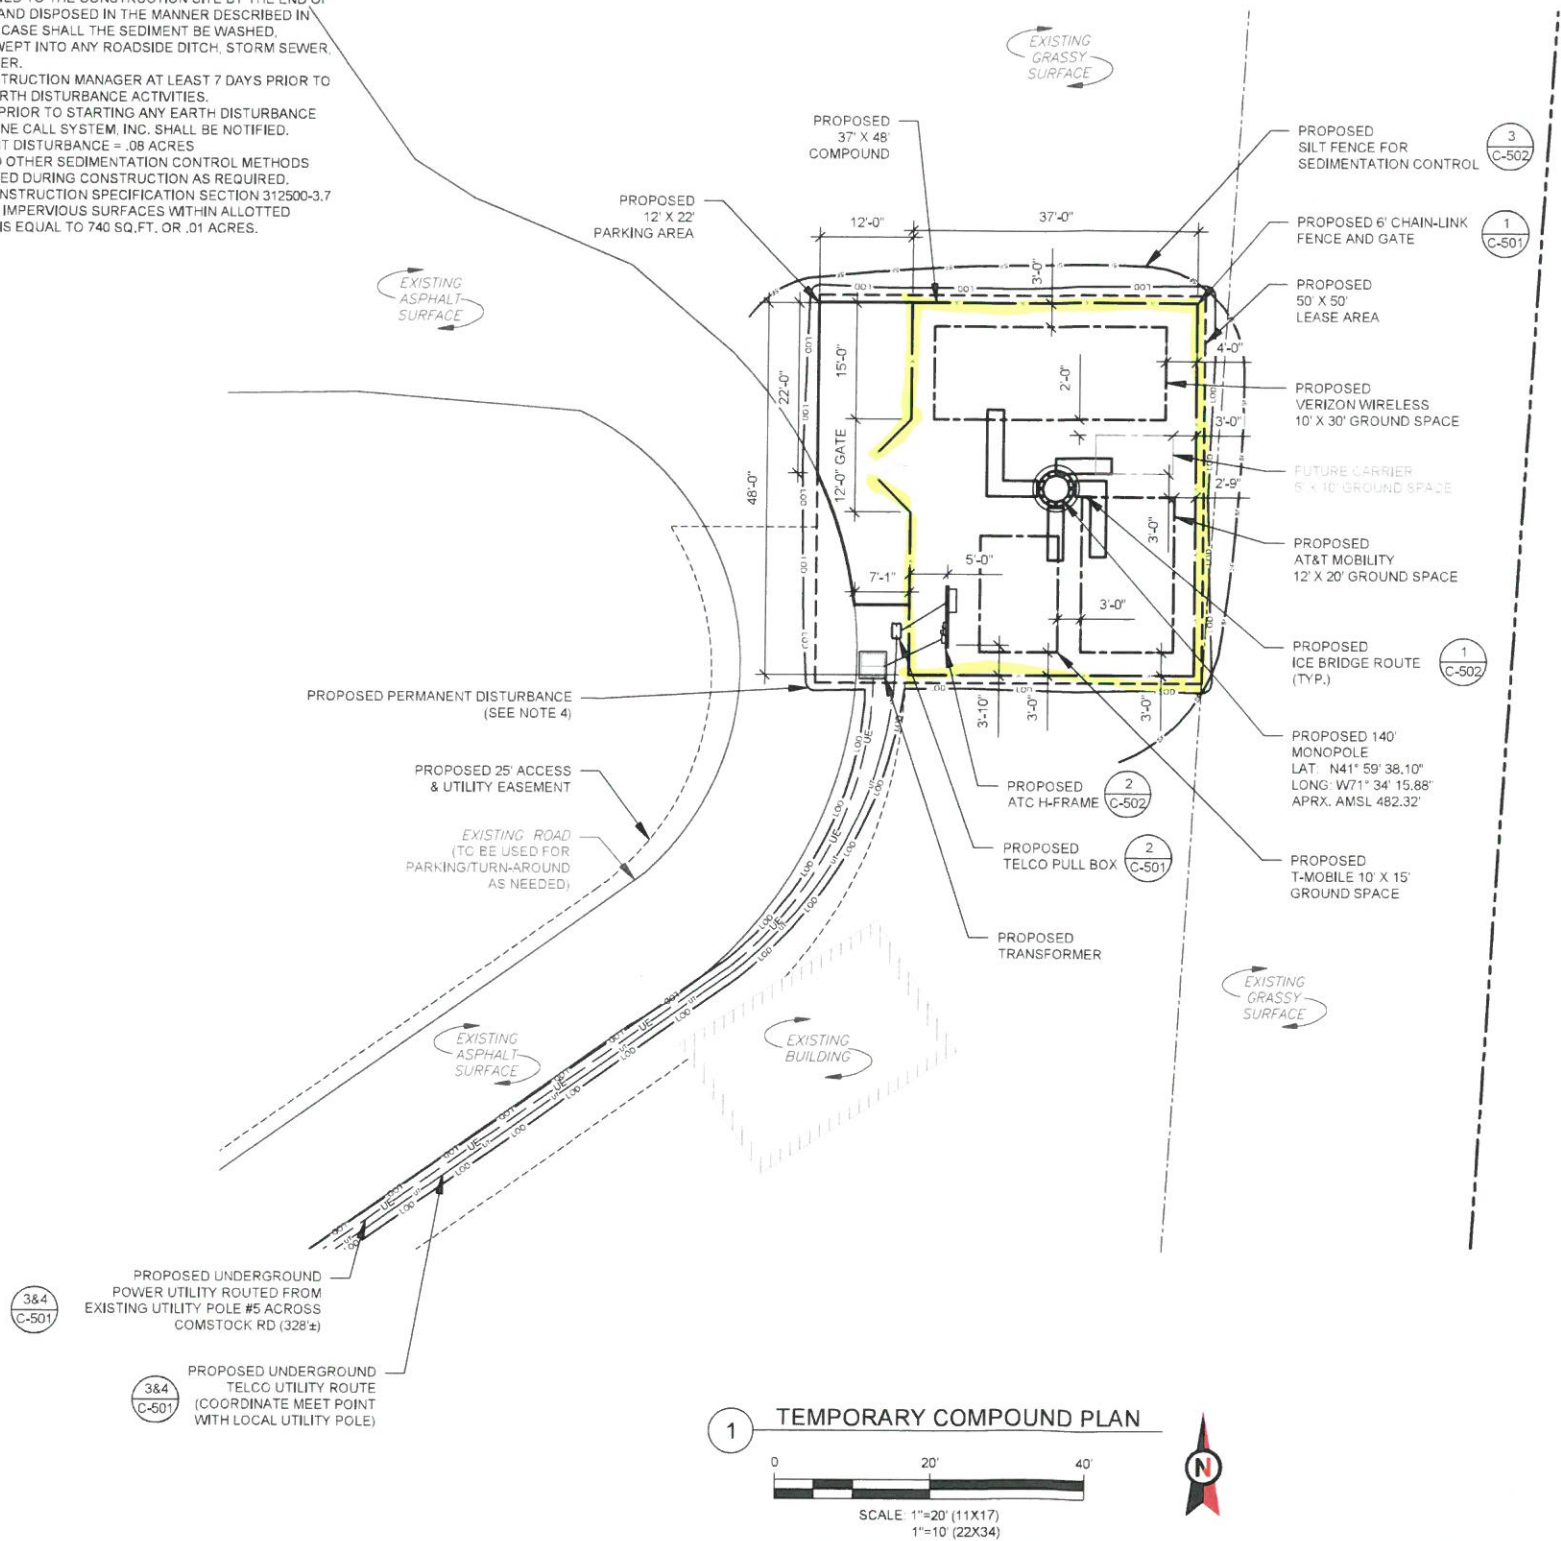 AND DISPOSED IN THE MANNER DESCRIBED IN
CASE SHALL THE SEDIMENT BE WASHED,
INTO ANY ROADSIDE DITCH, STORM SEWER,
MANAGER AT LEAST 7 DAYS PRIOR TO
DISTURBANCE ACTIVITIES.
PRIOR TO STARTING ANY EARTH DISTURBANCE
CALL SYSTEM, INC. SHALL BE NOTIFIED.
DISTURBANCE = .08 ACRES
OTHER SEDIMENTATION CONTROL METHODS
DURING CONSTRUCTION AS REQUIRED.
SPECIFICATION SECTION 312500-3.7
IMPERVIOUS SURFACES WITHIN ALLOTTED
IS EQUAL TO 740 SQ.FT. OR .01 ACRES.
EXISTING
GRASSY
SURFACE
PROPOSED
37' X 48'
COMPOUND
PROPOSED
SILT FENCE FOR
SEDIMENTATION CONTROL
3
C-502
PROPOSED
12' X 22'
PARKING AREA
12'-0"
37'-0"
PROPOSED 6' CHAIN-LINK
FENCE AND GATE
1
C-501
EXISTING
ASPHALT
SURFACE
3'-0"
PROPOSED
50' X 50'
LEASE AREA
4'-0"
15'-0"
22'-0"
2'-0"
PROPOSED
VERIZON WIRELESS
10' X 30' GROUND SPACE
3'-0"
12'-0" GATE
48'-0"
FUTURE CARRIER
5' X 10' GROUND SPACE
2'-9"
3'-0"
PROPOSED
AT&T MOBILITY
12' X 20' GROUND SPACE
7'-1"
5'-0"
3'-0"
PROPOSED
ICE BRIDGE ROUTE
(TYP.)
1
C-502
PROPOSED PERMANENT DISTURBANCE
(SEE NOTE 4)
3'-10"
3'-0"
3'-0"
PROPOSED 140'
MONOPOLE
LAT: N41° 59' 38.10"
LONG: W71° 34' 15.88"
APRX. AMSL 482.32'
PROPOSED 25' ACCESS
& UTILITY EASEMENT
PROPOSED
ATC H-FRAME
2
C-502
EXISTING ROAD
(TO BE USED FOR
PARKING/TURN-AROUND
AS NEEDED)
PROPOSED
TELCO PULL BOX
2
C-501
PROPOSED
T-MOBILE 10' X 15'
GROUND SPACE
PROPOSED
TRANSFORMER
EXISTING
GRASSY
SURFACE
EXISTING
ASPHALT
SURFACE
EXISTING
BUILDING
LOD
UE
UT
3&4
C-501
PROPOSED UNDERGROUND
POWER UTILITY ROUTED FROM
EXISTING UTILITY POLE #5 ACROSS
COMSTOCK RD (328'±)
3&4
C-501
PROPOSED UNDERGROUND
TELCO UTILITY ROUTE
(COORDINATE MEET POINT
WITH LOCAL UTILITY POLE)
1
TEMPORARY COMPOUND PLAN
0 20' 40'
SCALE: 1"=20' (11X17)
1"=10' (22X34)
N